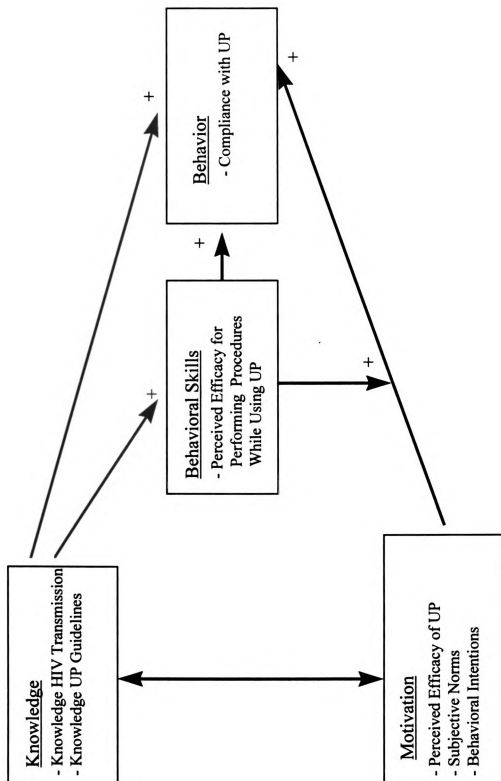 Knowledge
- Knowledge HIV Transmission
- Knowledge UP Guidelines
+
+
Behavioral Skills
- Perceived Efficacy for
Performing Procedures
While Using UP
+
Behavior
- Compliance with UP
+
+
Motivation
- Perceived Efficacy of UP
- Subjective Norms
- Behavioral Intentions